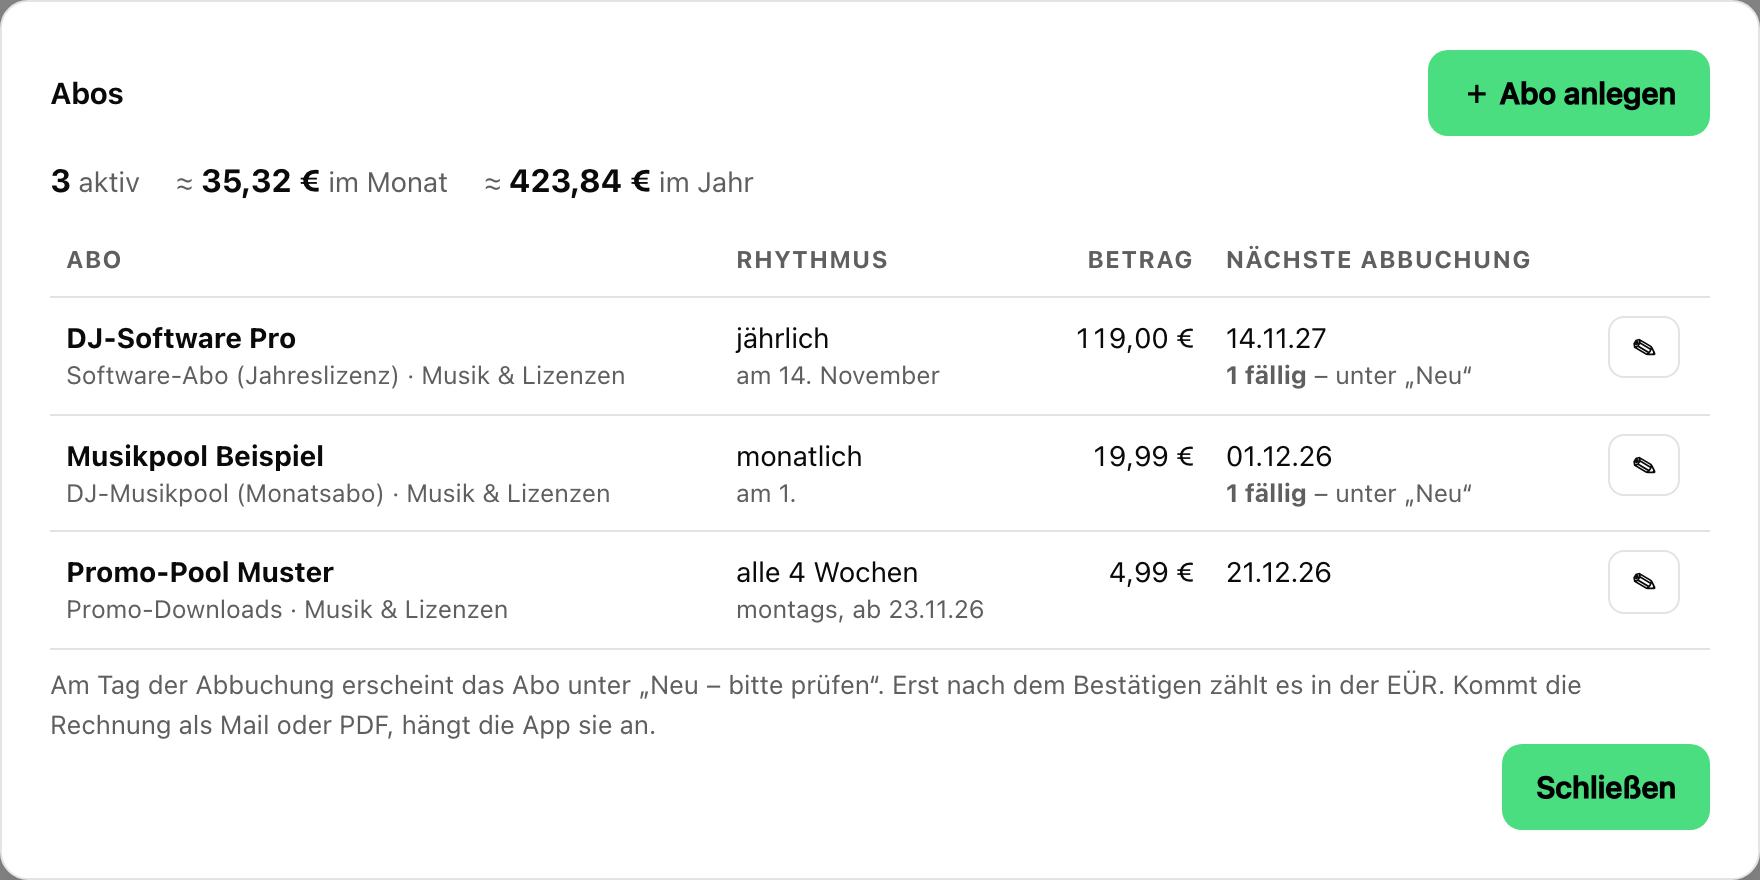 Abos
+ Abo anlegen
3 aktiv ≈ 35,32 € im Monat ≈ 423,84 € im Jahr
ABO RHYTHMUS BETRAG NÄCHSTE ABBUCHUNG
DJ-Software Pro jährlich 119,00 € 14.11.27
Software-Abo (Jahreslizenz) · Musik & Lizenzen am 14. November 1 fällig – unter „Neu“
Musikpool Beispiel monatlich 19,99 € 01.12.26
DJ-Musikpool (Monatsabo) · Musik & Lizenzen am 1. 1 fällig – unter „Neu“
Promo-Pool Muster alle 4 Wochen 4,99 € 21.12.26
Promo-Downloads · Musik & Lizenzen montags, ab 23.11.26
Am Tag der Abbuchung erscheint das Abo unter „Neu – bitte prüfen“. Erst nach dem Bestätigen zählt es in der EÜR. Kommt die
Rechnung als Mail oder PDF, hängt die App sie an.
Schließen